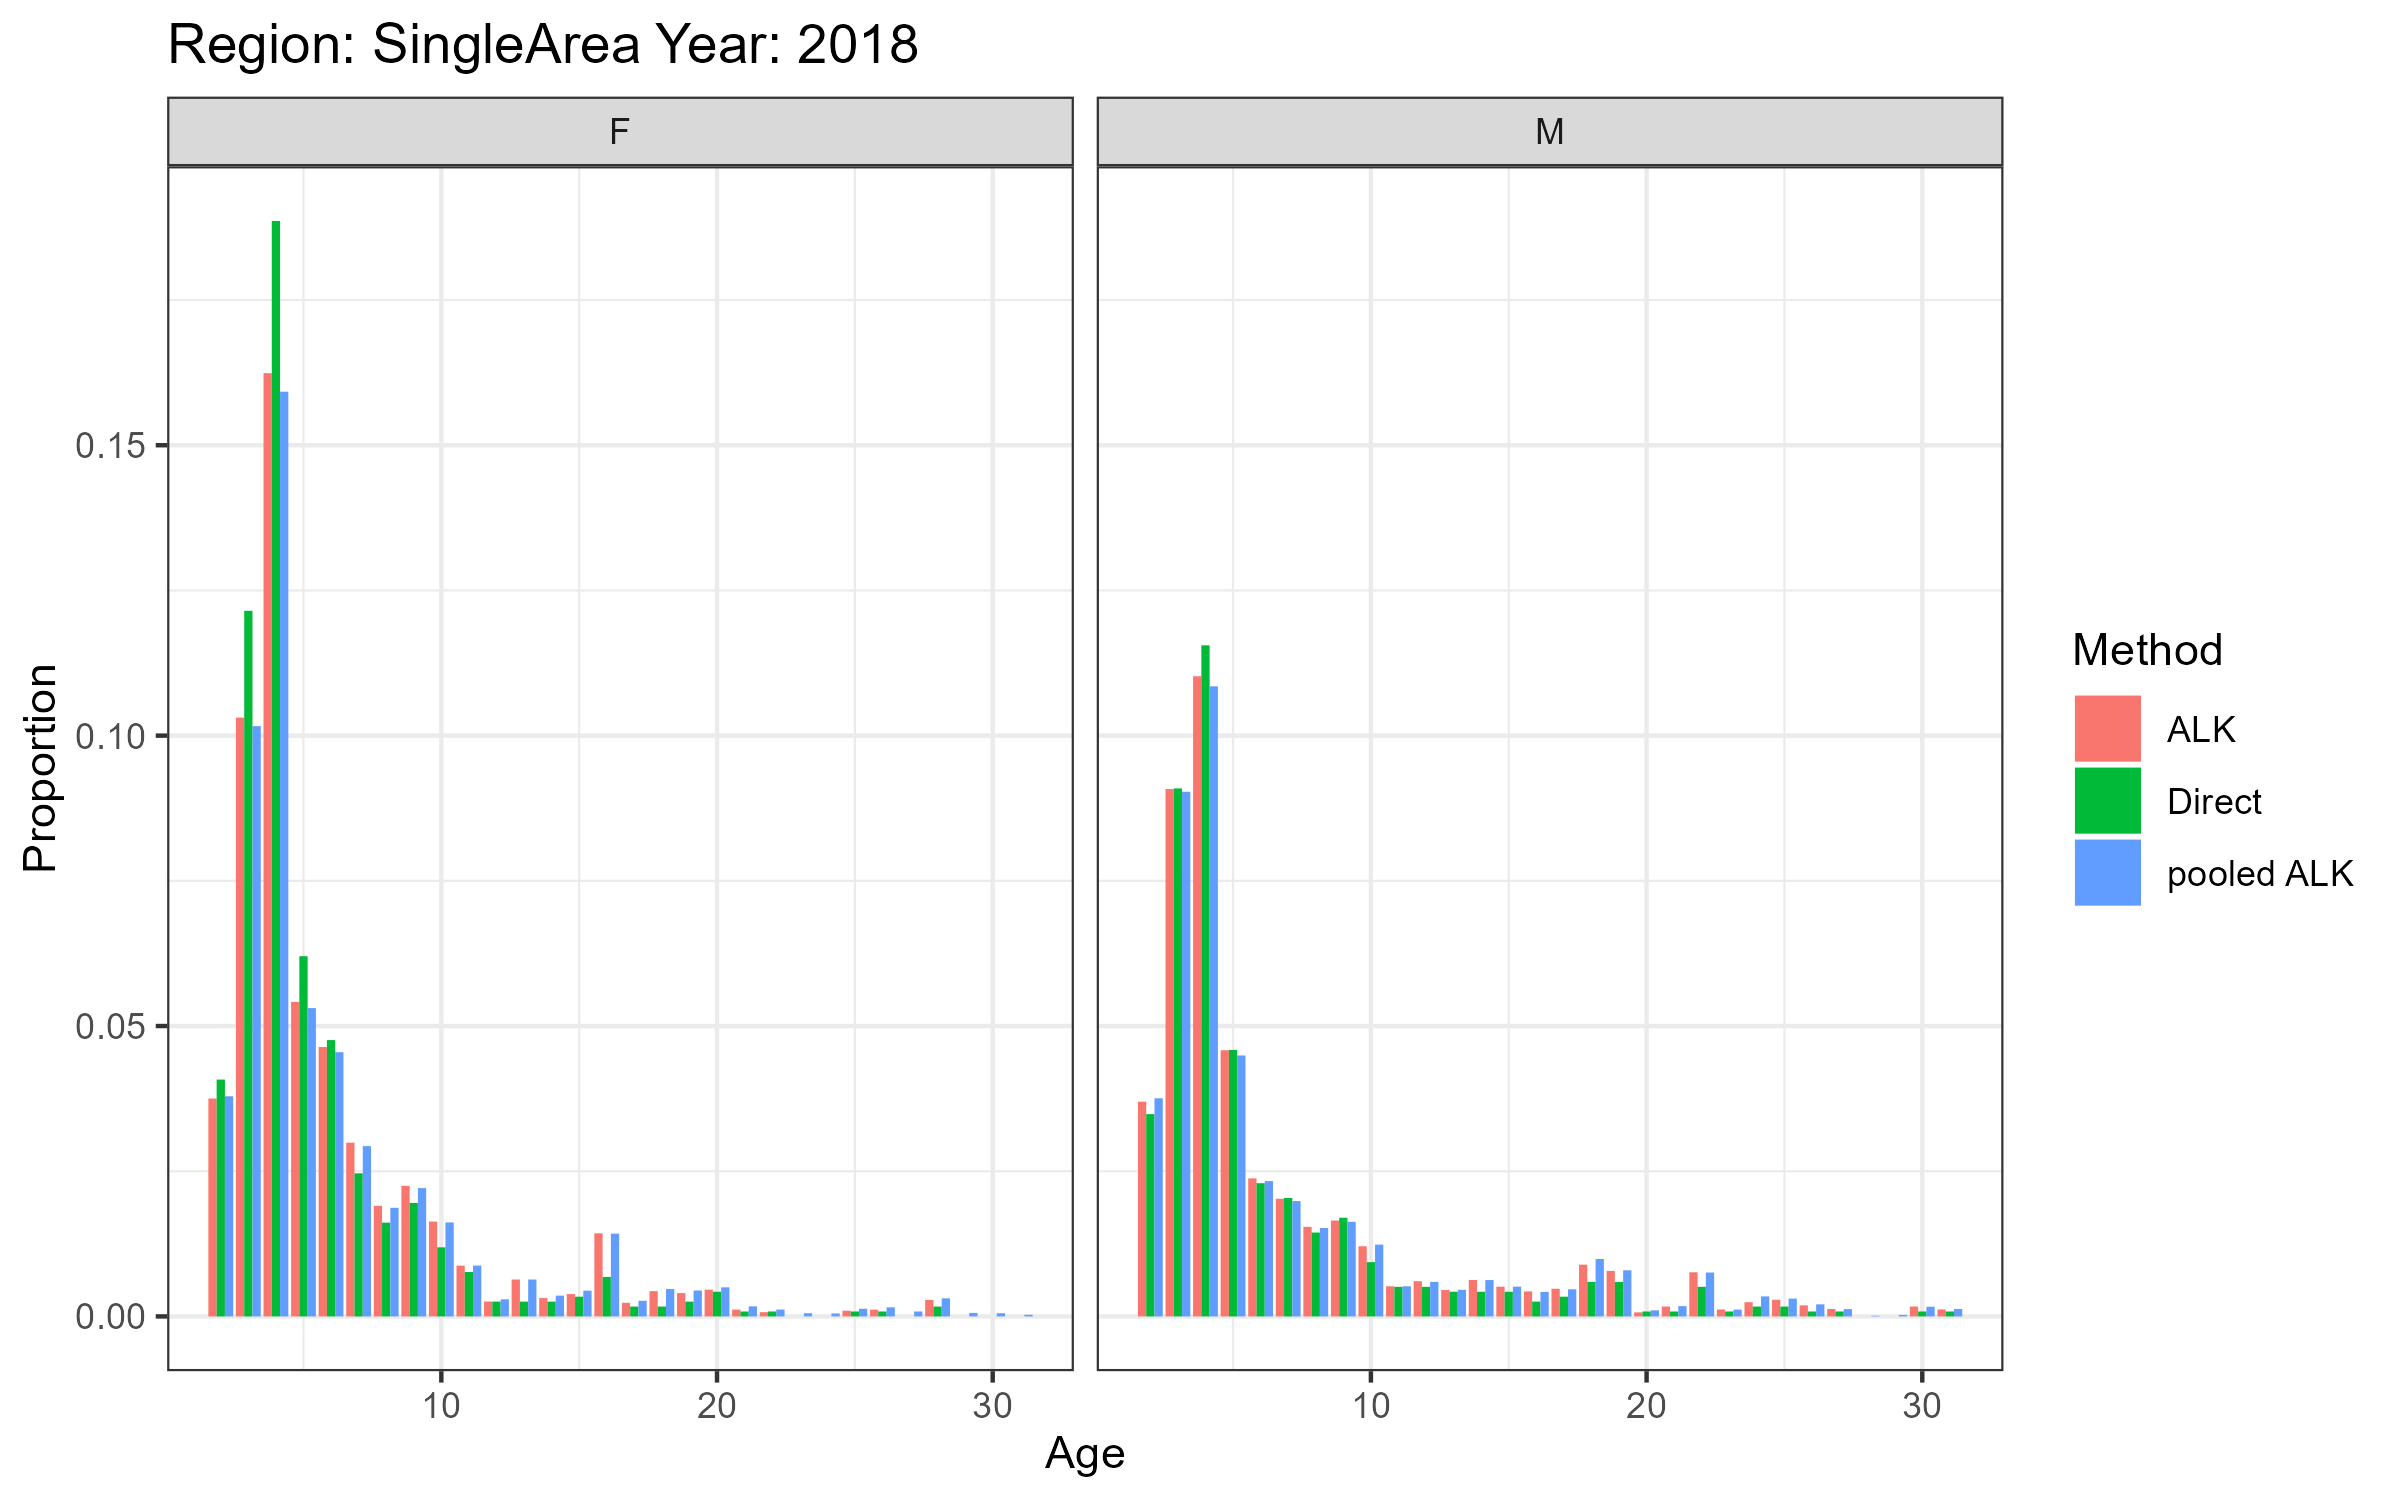 Region: SingleArea Year: 2018
F
M
Proportion
0.15
0.10
0.05
0.00
10
20
30
10
20
30
Age
Method
ALK
Direct
pooled ALK